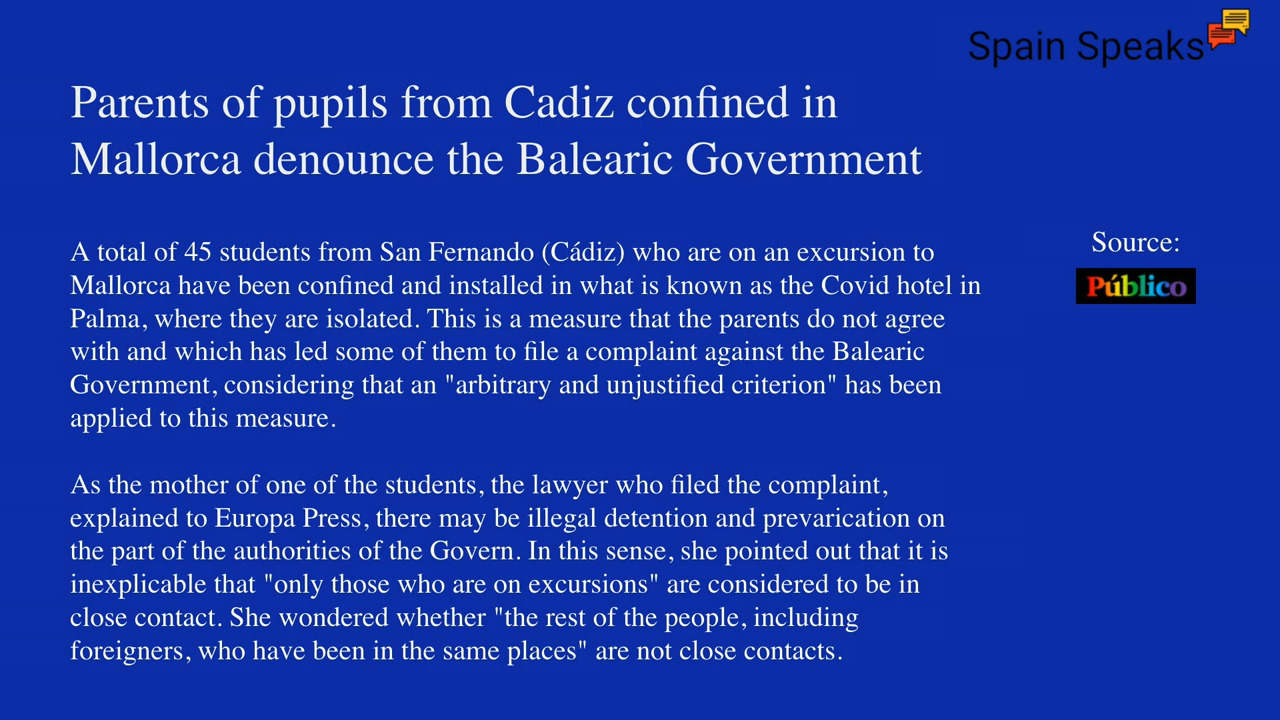 Spain Speaks
Parents of pupils from Cadiz confined in
Mallorca denounce the Balearic Government
A total of 45 students from San Fernando (Cádiz) who are on an excursion to
Mallorca have been confined and installed in what is known as the Covid hotel in
Palma, where they are isolated. This is a measure that the parents do not agree
with and which has led some of them to file a complaint against the Balearic
Government, considering that an "arbitrary and unjustified criterion" has been
applied to this measure.
As the mother of one of the students, the lawyer who filed the complaint,
explained to Europa Press, there may be illegal detention and prevarication on
the part of the authorities of the Govern. In this sense, she pointed out that it is
inexplicable that "only those who are on excursions" are considered to be in
close contact. She wondered whether "the rest of the people, including
foreigners, who have been in the same places" are not close contacts.
Source:
Público